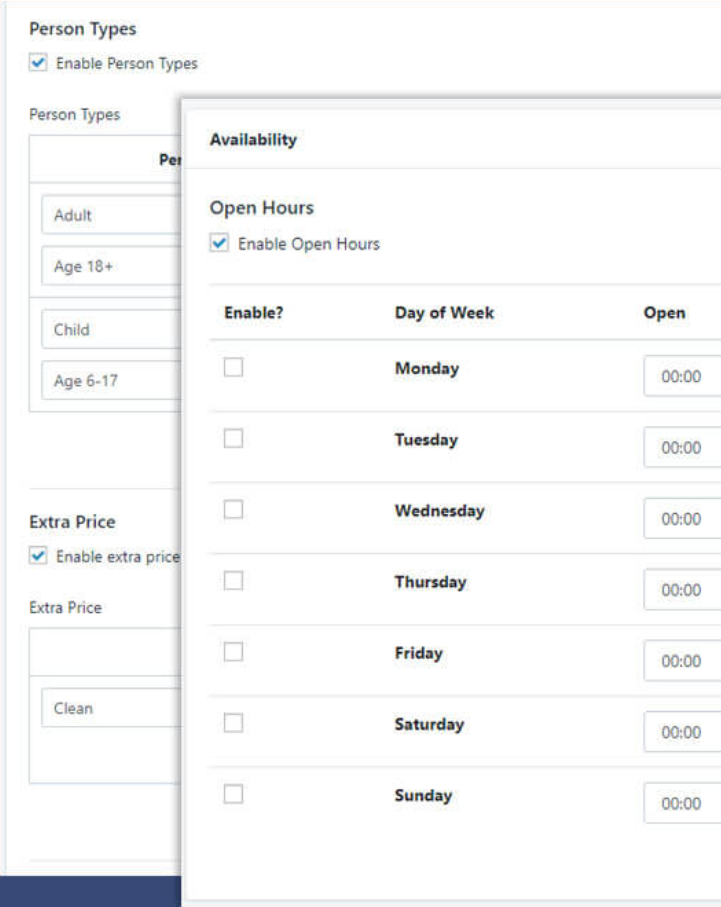 Person Types
Enable Person Types
Person Types
Adult
Age 18+
Child
Age 6-17
Extra Price
Enable extra price
Extra Price
Clean
Availability
Open Hours
Enable Open Hours
Enable? Day of Week Open
Monday 00:00
Tuesday 00:00
Wednesday 00:00
Thursday 00:00
Friday 00:00
Saturday 00:00
Sunday 00:00